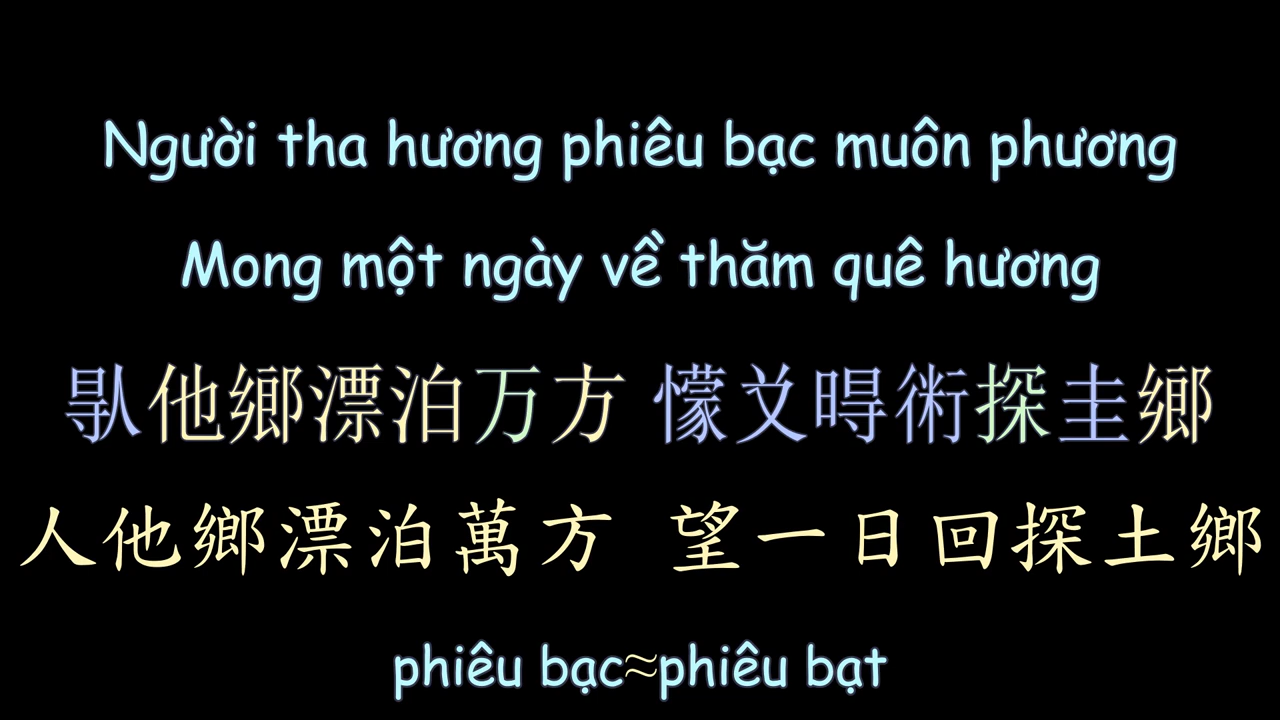 Người tha hương phiêu bạc muôn phương
Mong một ngày về thăm quê hương
𠊚他鄉漂泊万方 懞𠬠𣈜術探圭鄉
人他鄉漂泊萬方 望一日回探土鄉
phiêu bạc≈phiêu bạt